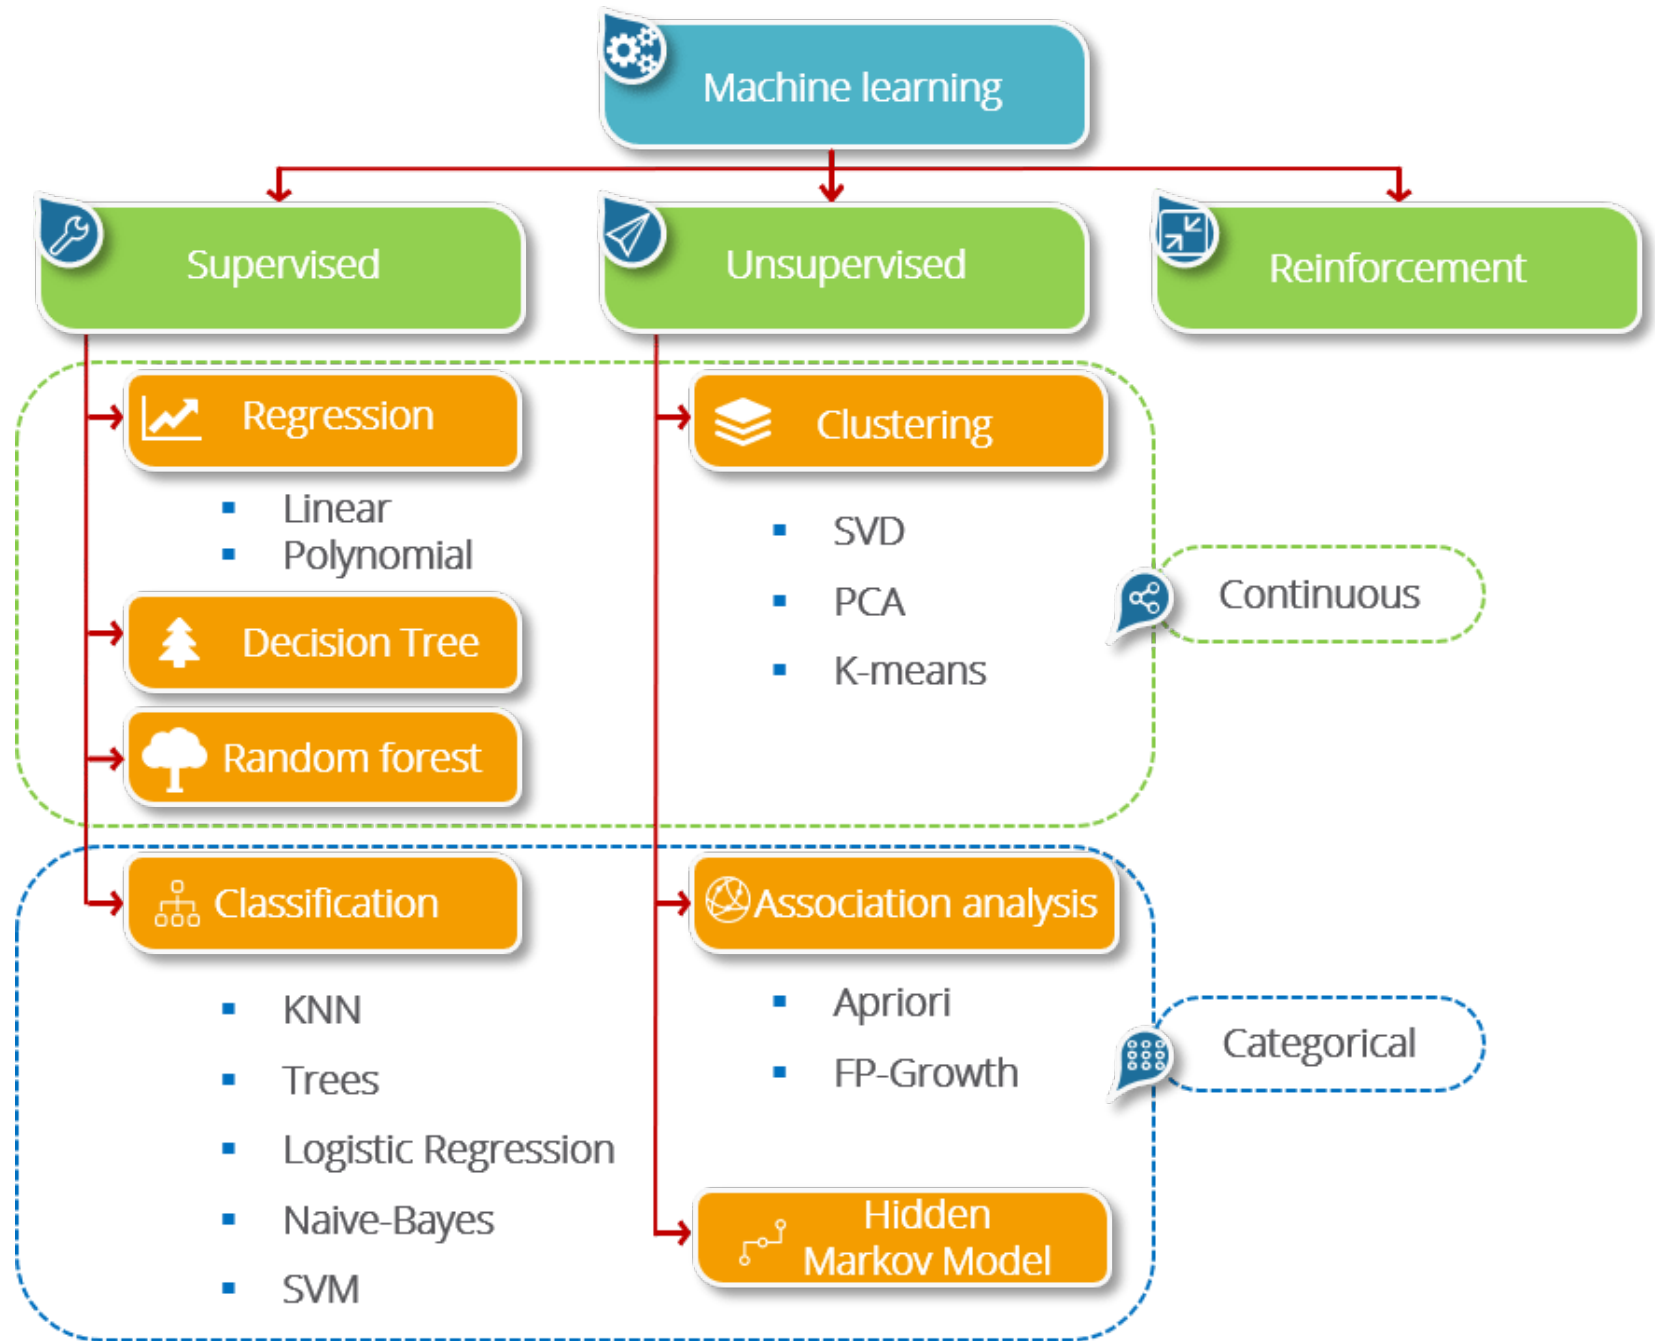 Machine learning
Supervised
Unsupervised
Reinforcement
Regression
Linear
Polynomial
Decision Tree
Random forest
Clustering
SVD
PCA
K-means
Continuous
Classification
KNN
Trees
Logistic Regression
Naive-Bayes
SVM
Association analysis
Apriori
FP-Growth
Hidden
Markov Model
Categorical